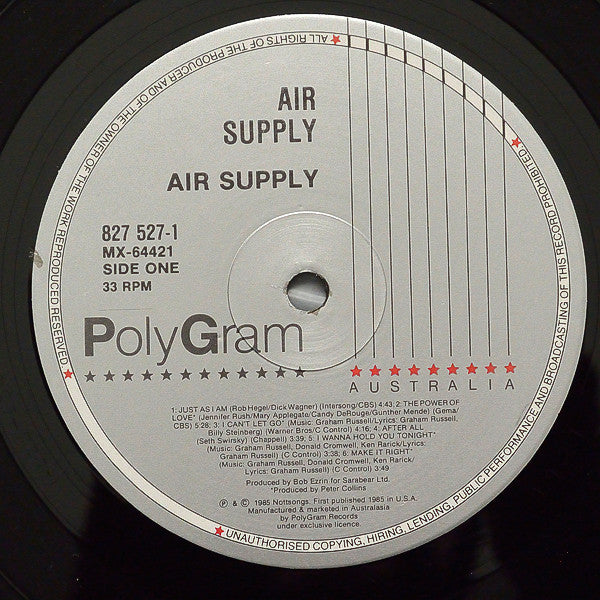 AIR
SUPPLY
AIR SUPPLY
827 527-1
MX-64421
SIDE ONE
33 RPM
PolyGram
AUSTRALIA
1: JUST AS I AM (Rob Hegel/Dick Wagner) (Intersong/CBS) 4:43; 2: THE POWER OF
LOVE* (Jennifer Rush/Mary Applegate/Candy DeRouge/Gunther Mende) (Gema/
CBS) 5:28; 3: I CAN'T LET GO* (Music: Graham Russell/Lyrics: Graham Russell,
Billy Steinberg) (Warner Bros/C Control) 4:16; 4: AFTER ALL
(Seth Swirsky) (Chappell) 3:39; 5: I WANNA HOLD YOU TONIGHT*
(Music: Graham Russell, Donald Cromwell, Ken Rarick/
Lyrics: Graham Russell) (C Control) 3:38; 6: MAKE IT RIGHT*
(Music: Graham Russell, Donald Cromwell, Ken Rarick/
Lyrics: Graham Russell) (C Control) 3:49
Produced by Bob Ezrin for Sarabear Ltd.
*Produced by Peter Collins
℗ & © 1985 Nottsongs: First published 1985 in U.S.A.
Manufactured & marketed in Australasia
by PolyGram Records
under exclusive licence.
ALL RIGHTS OF THE PRODUCER AND OF THE OWNER OF THE WORK REPRODUCED RESERVED
UNAUTHORISED COPYING, HIRING, LENDING, PUBLIC PERFORMANCE AND BROADCASTING OF THIS RECORD PROHIBITED